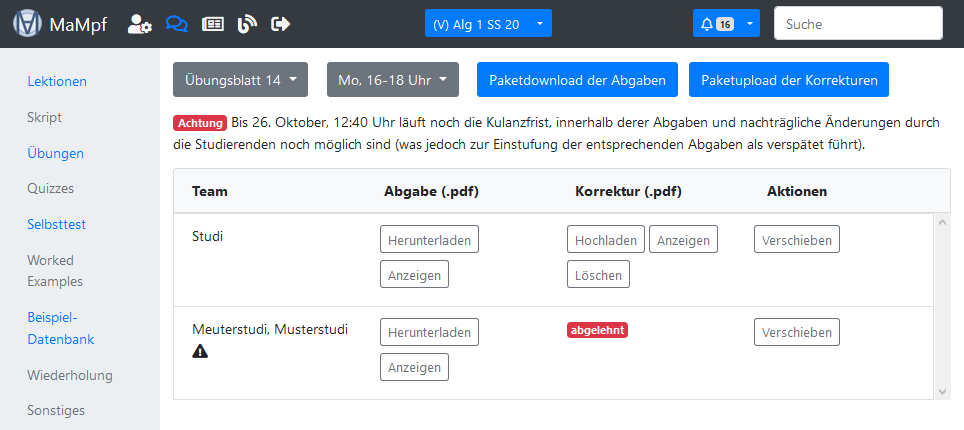 MaMpf
(V) Alg 1 SS 20
16
Suche
Lektionen
Skript
Übungen
Quizzes
Selbsttest
Worked
Examples
Beispiel-
Datenbank
Wiederholung
Sonstiges
Übungsblatt 14
Mo, 16-18 Uhr
Paketdownload der Abgaben
Paketupload der Korrekturen
Achtung Bis 26. Oktober, 12:40 Uhr läuft noch die Kulanzfrist, innerhalb derer Abgaben und nachträgliche Änderungen durch
die Studierenden noch möglich sind (was jedoch zur Einstufung der entsprechenden Abgaben als verspätet führt).
Team Abgabe (.pdf) Korrektur (.pdf) Aktionen
Studi Herunterladen Hochladen Anzeigen Verschieben
Anzeigen Löschen
Meuterstudi, Musterstudi Herunterladen abgelehnt Verschieben
Anzeigen